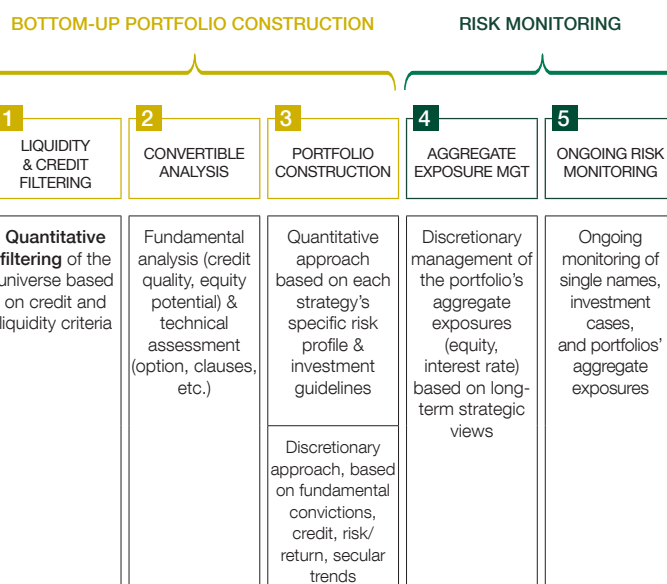 BOTTOM-UP PORTFOLIO CONSTRUCTION
RISK MONITORING
1
LIQUIDITY
& CREDIT
FILTERING
2
CONVERTIBLE
ANALYSIS
3
PORTFOLIO
CONSTRUCTION
4
AGGREGATE
EXPOSURE MGT
5
ONGOING RISK
MONITORING
Quantitative
filtering of the
universe based
on credit and
liquidity criteria
Fundamental
analysis (credit
quality, equity
potential) &
technical
assessment
(option, clauses,
etc.)
Quantitative
approach
based on each
strategy’s
specific risk
profile &
investment
guidelines
Discretionary
approach, based
on fundamental
convictions,
credit, risk/
return, secular
trends
Discretionary
management of
the portfolio’s
aggregate
exposures
(equity,
interest rate)
based on long-
term strategic
views
Ongoing
monitoring of
single names,
investment
cases,
and portfolios’
aggregate
exposures